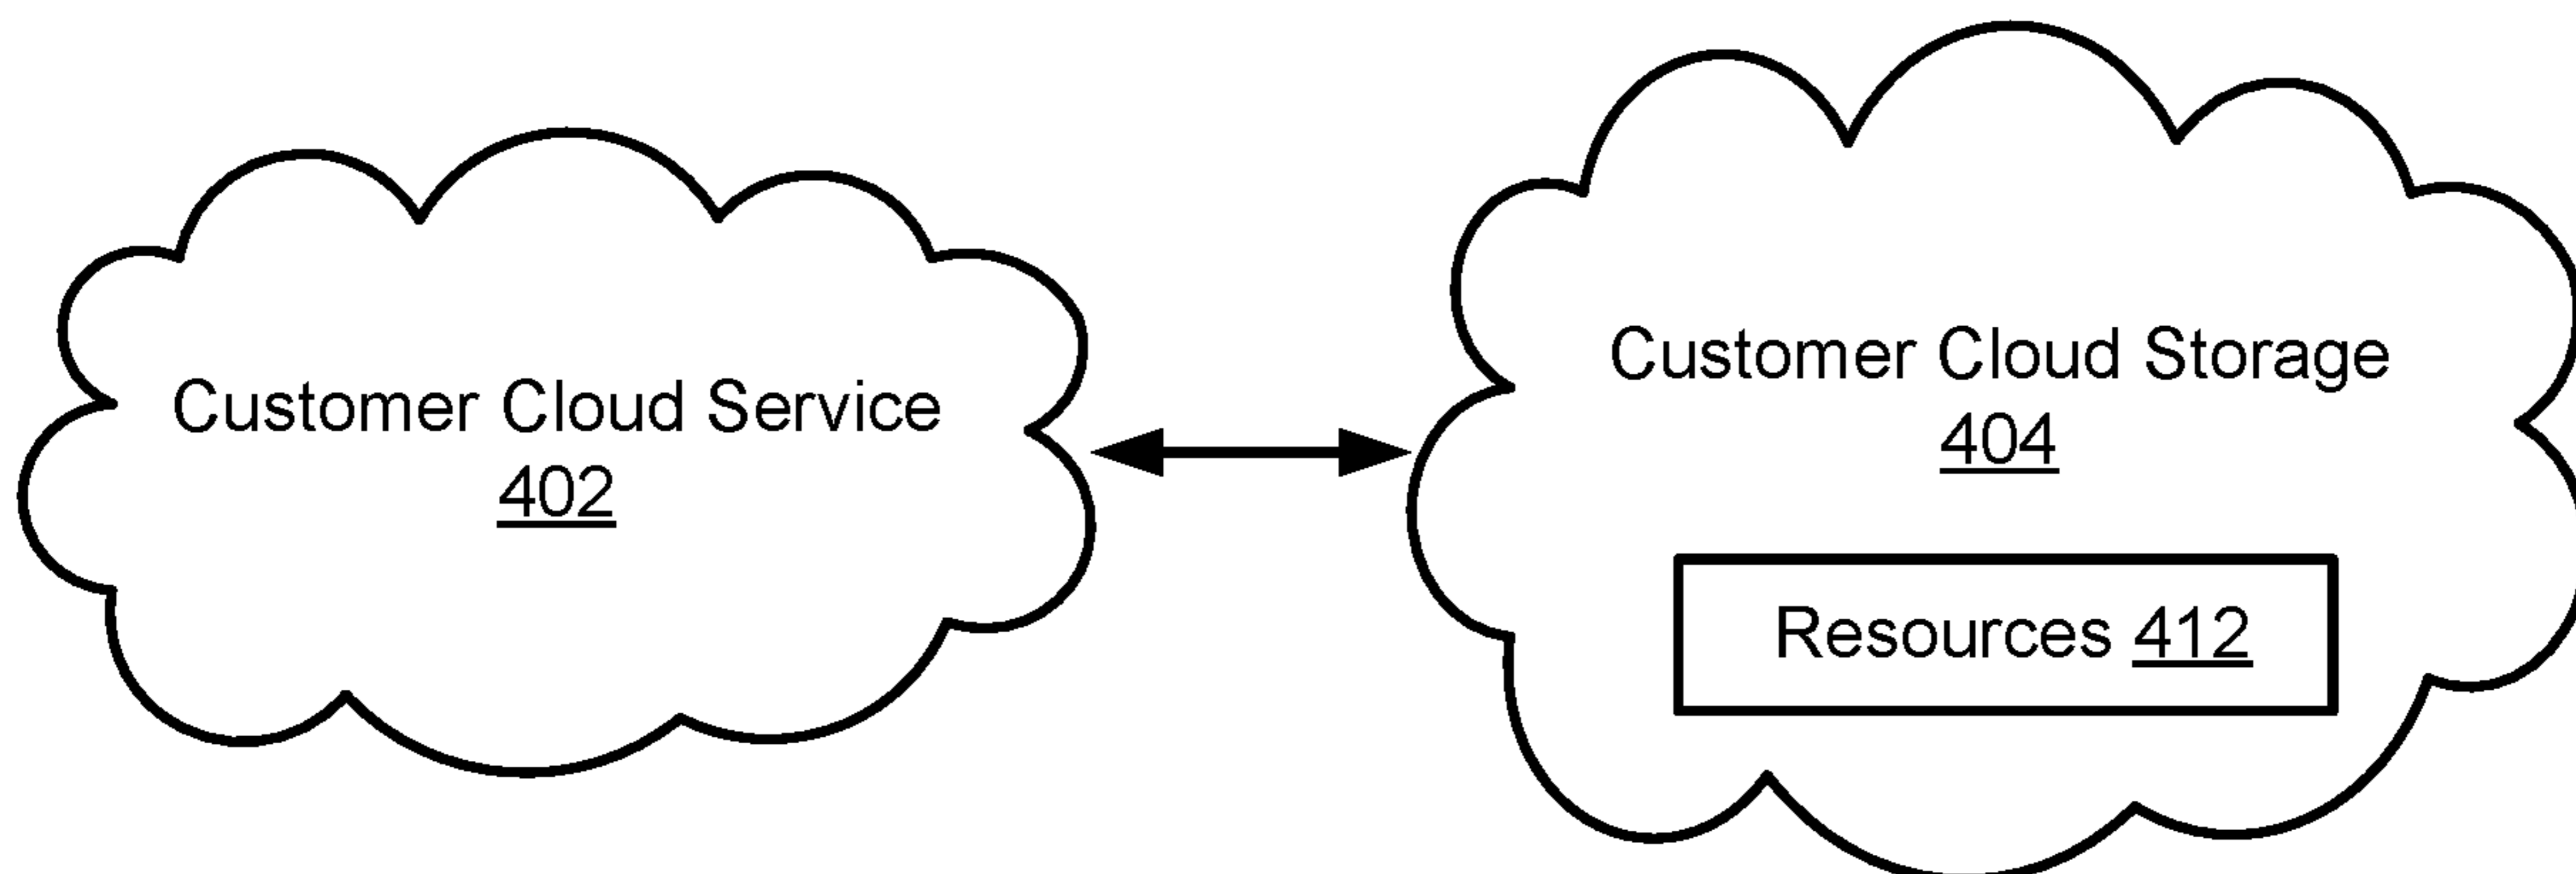 Customer Cloud Service
402
Customer Cloud Storage
404
Resources 412